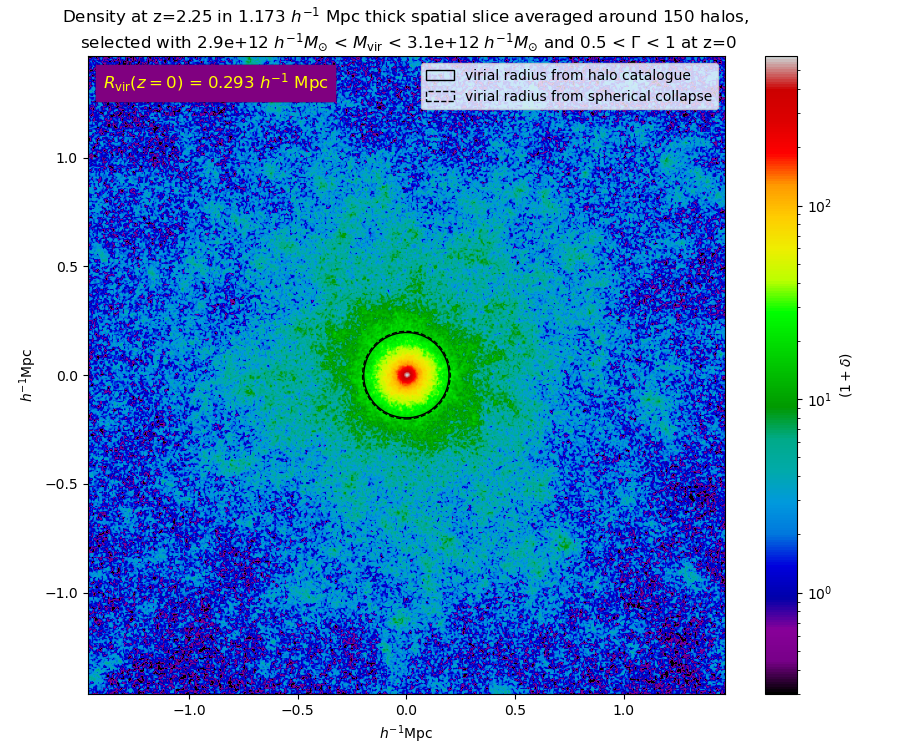 Density at z=2.25 in 1.173 h⁻¹ Mpc thick spatial slice averaged around 150 halos,
selected with 2.9e+12 h⁻¹M⊙ < Mvir < 3.1e+12 h⁻¹M⊙ and 0.5 < Γ < 1 at z=0
Rvir(z = 0) = 0.293 h⁻¹ Mpc
virial radius from halo catalogue
virial radius from spherical collapse
1.0
0.5
0.0
−0.5
−1.0
h⁻¹Mpc
−1.0 −0.5 0.0 0.5 1.0
h⁻¹Mpc
10²
10¹
10⁰
(1 + δ)